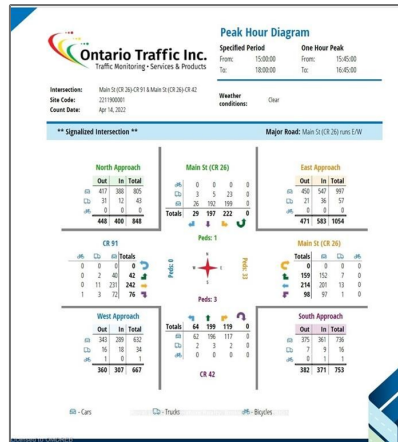 Ontario Traffic Inc.
Traffic Monitoring • Services & Products
Peak Hour Diagram
Specified Period One Hour Peak
From: 15:00:00 From: 15:45:00
To: 18:00:00 To: 16:45:00
Intersection: Main St (CR 26)-CR 91 & Main St (CR 26)-CR 42
Site Code: 2211900001
Count Date: Apr 14, 2022
Weather conditions: Clear
** Signalized Intersection ** Major Road: Main St (CR 26) runs E/W
North Approach
Out In Total
417 388 805
31 12 43
0 0 0
448 400 848
Main St (CR 26)
0 0 0 0
3 5 23 0
26 192 199 0
Totals 29 197 222 0
East Approach
Out In Total
450 547 997
21 36 57
0 0 0
471 583 1054
Peds: 1
CR 91
Totals
0 0 0 0
0 2 40 42
0 11 231 242
1 3 72 76
Peds: 0
N
W E
S
Peds: 33
Peds: 3
Main St (CR 26)
Totals
0 0 0 0
159 152 7 0
214 201 13 0
98 97 1 0
West Approach
Out In Total
343 289 632
16 18 34
1 0 1
360 307 667
Totals 64 199 119 0
62 196 117 0
2 3 2 0
0 0 0 0
CR 42
South Approach
Out In Total
375 361 736
7 9 16
0 1 1
382 371 753
- Cars - Trucks - Bicycles